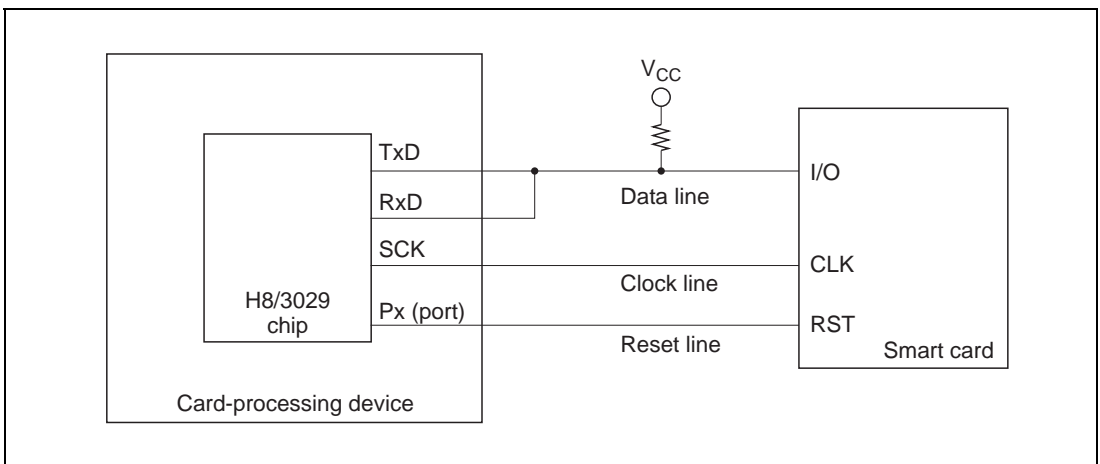 VCC
TxD
I/O
Data line
RxD
SCK
CLK
Clock line
H8/3029
chip
Px (port)
RST
Reset line
Smart card
Card-processing device